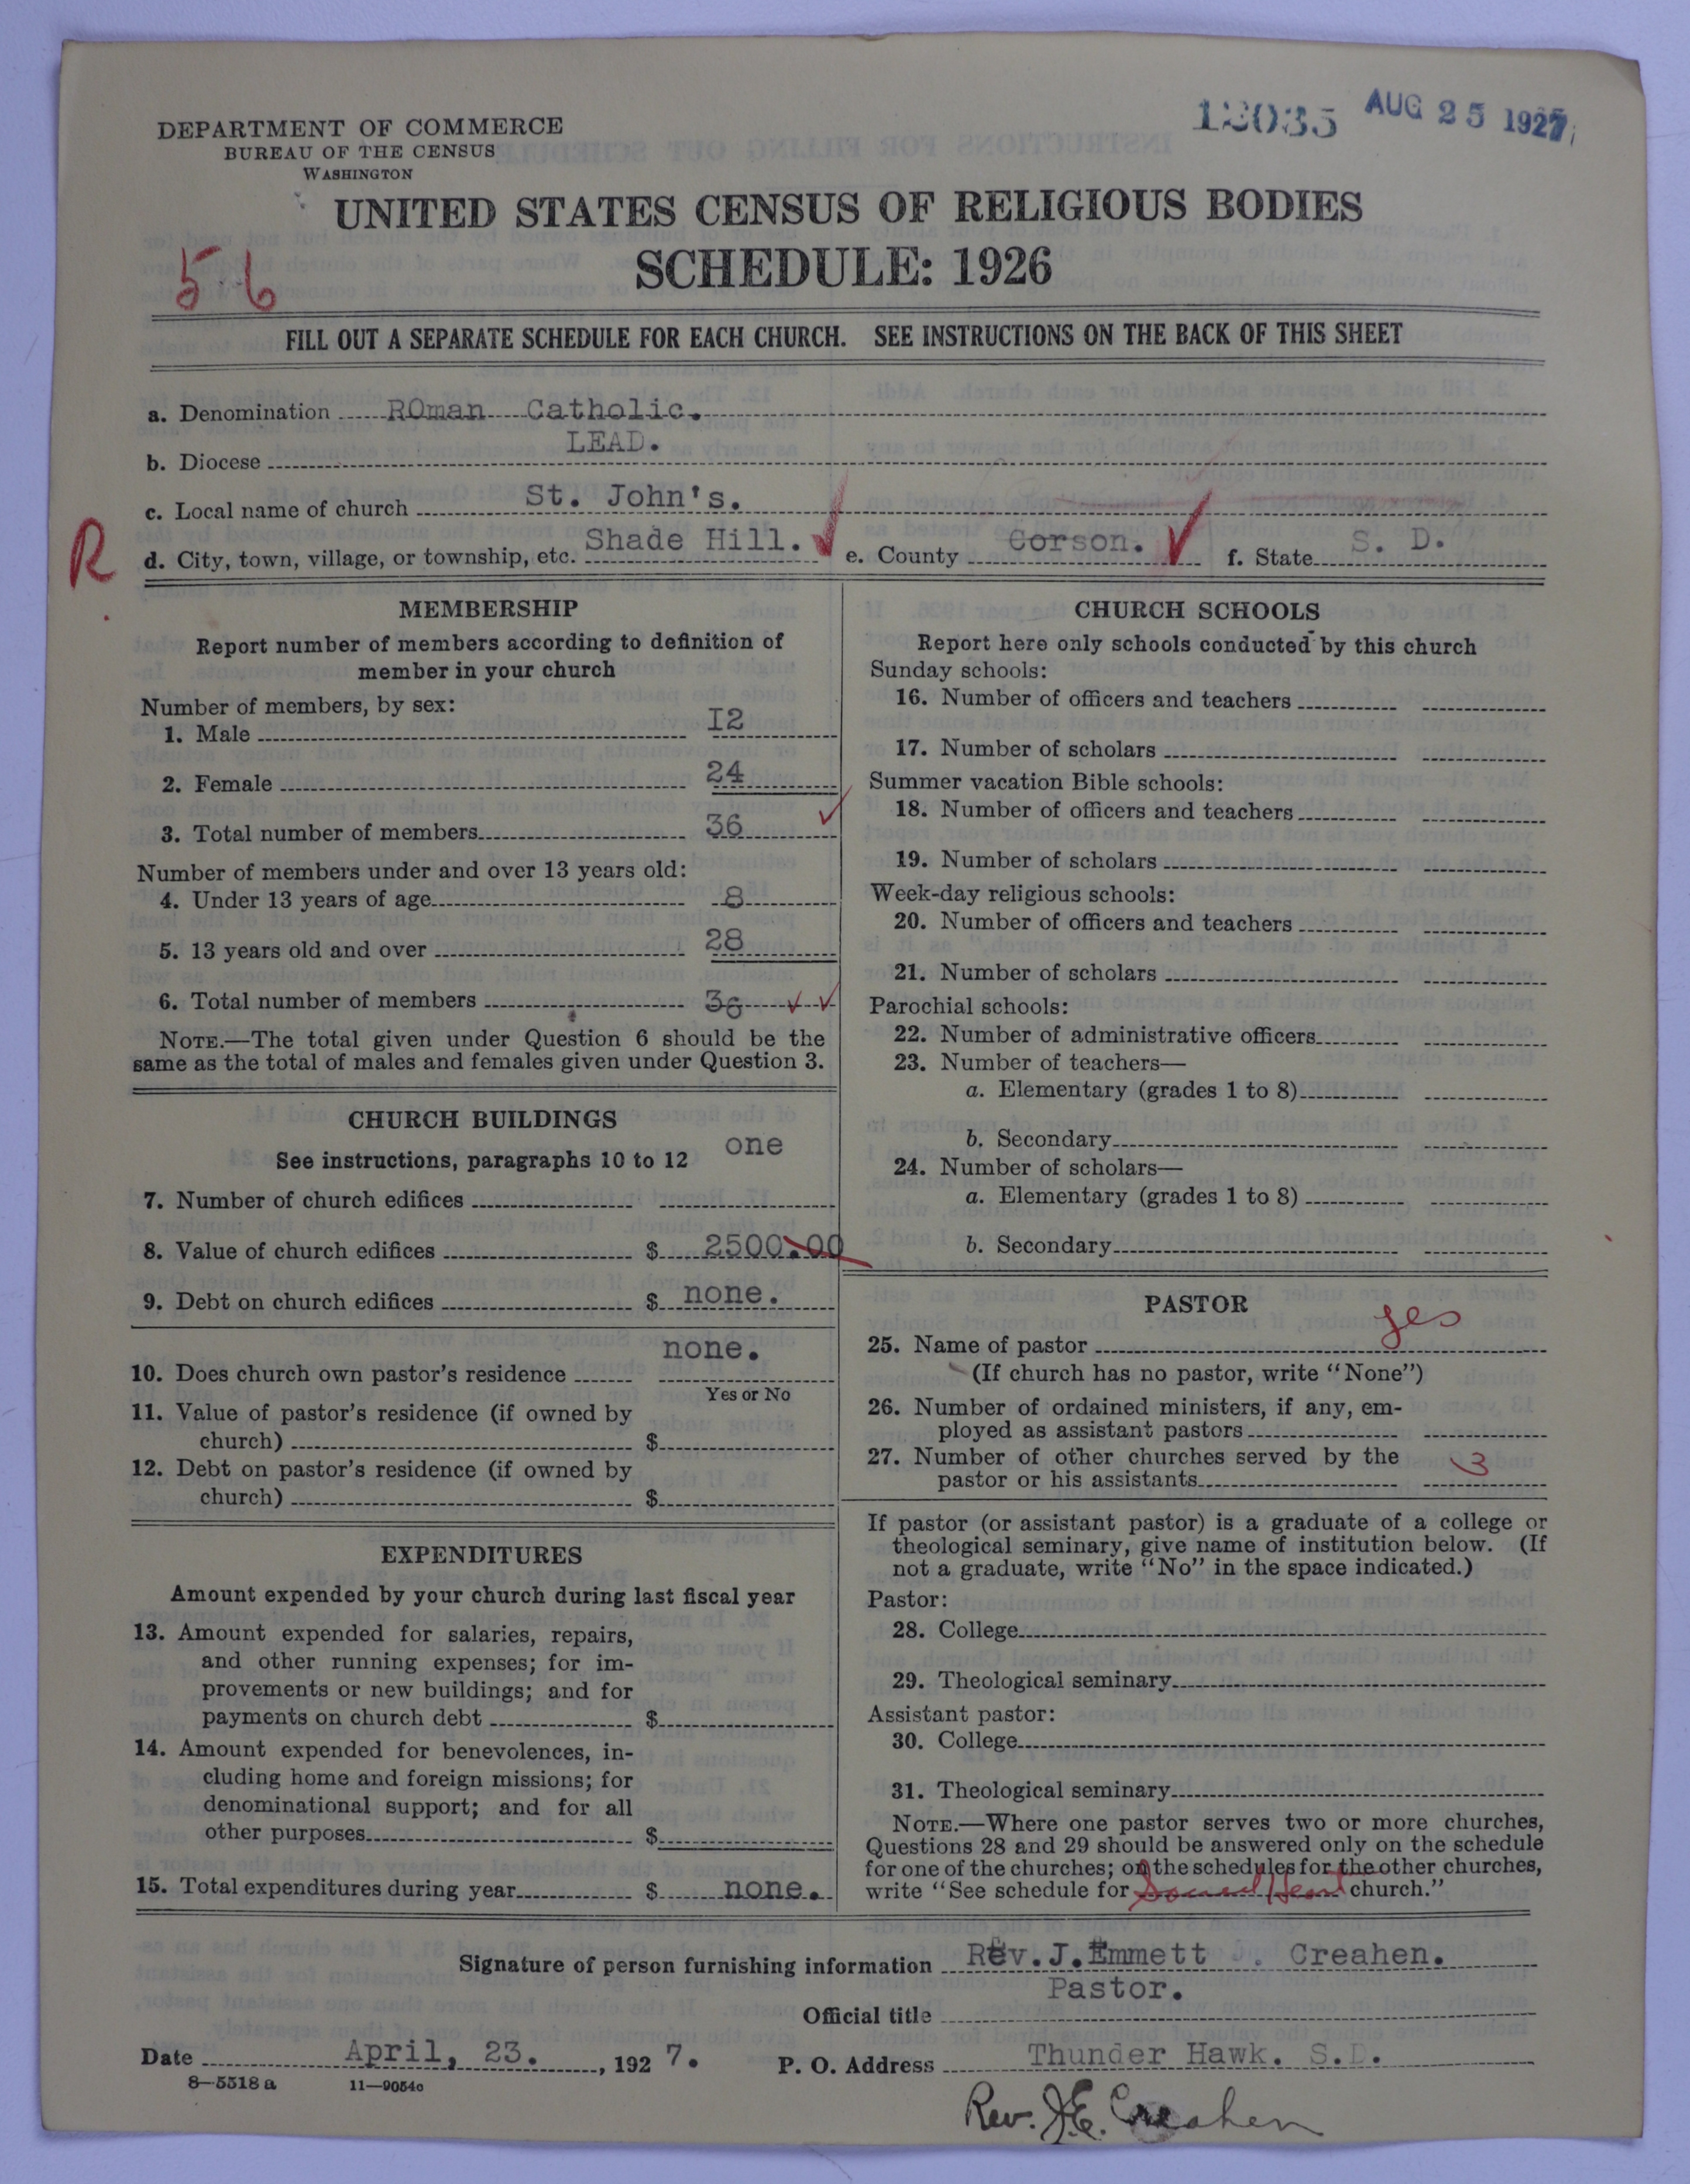 12035 AUG 25 1927
DEPARTMENT OF COMMERCE
BUREAU OF THE CENSUS
WASHINGTON
UNITED STATES CENSUS OF RELIGIOUS BODIES
SCHEDULE: 1926
56
FILL OUT A SEPARATE SCHEDULE FOR EACH CHURCH. SEE INSTRUCTIONS ON THE BACK OF THIS SHEET
a. Denomination ROman Catholic.
b. Diocese LEAD.
c. Local name of church St. John's.
R
d. City, town, village, or township, etc. Shade Hill. e. County Corson. f. State S. D.
MEMBERSHIP
Report number of members according to definition of
member in your church
Number of members, by sex:
1. Male I2
2. Female 24
3. Total number of members 36
Number of members under and over 13 years old:
4. Under 13 years of age 8
5. 13 years old and over 28
6. Total number of members 36
NOTE.—The total given under Question 6 should be the
same as the total of males and females given under Question 3.
CHURCH BUILDINGS
See instructions, paragraphs 10 to 12
7. Number of church edifices one
8. Value of church edifices $ 2500.00
9. Debt on church edifices $ none.
10. Does church own pastor's residence none.
Yes or No
11. Value of pastor's residence (if owned by
church) $
12. Debt on pastor's residence (if owned by
church) $
EXPENDITURES
Amount expended by your church during last fiscal year
13. Amount expended for salaries, repairs,
and other running expenses; for im-
provements or new buildings; and for
payments on church debt $
14. Amount expended for benevolences, in-
cluding home and foreign missions; for
denominational support; and for all
other purposes $
15. Total expenditures during year $ none.
CHURCH SCHOOLS
Report here only schools conducted by this church
Sunday schools:
16. Number of officers and teachers
17. Number of scholars
Summer vacation Bible schools:
18. Number of officers and teachers
19. Number of scholars
Week-day religious schools:
20. Number of officers and teachers
21. Number of scholars
Parochial schools:
22. Number of administrative officers
23. Number of teachers—
a. Elementary (grades 1 to 8)
b. Secondary
24. Number of scholars—
a. Elementary (grades 1 to 8)
b. Secondary
PASTOR
25. Name of pastor yes
(If church has no pastor, write "None")
26. Number of ordained ministers, if any, em-
ployed as assistant pastors
27. Number of other churches served by the
pastor or his assistants 3
If pastor (or assistant pastor) is a graduate of a college or
theological seminary, give name of institution below. (If
not a graduate, write "No" in the space indicated.)
Pastor:
28. College
29. Theological seminary
Assistant pastor:
30. College
31. Theological seminary
NOTE.—Where one pastor serves two or more churches,
Questions 28 and 29 should be answered only on the schedule
for one of the churches; on the schedules for the other churches,
write "See schedule for Sacred Heart church."
Signature of person furnishing information Rev. J. Emmett Creahen.
Official title Pastor.
Date April, 23., 1927. P. O. Address Thunder Hawk. S.D.
8—5518 a 11—9054c
Rev. J.E. Creahen